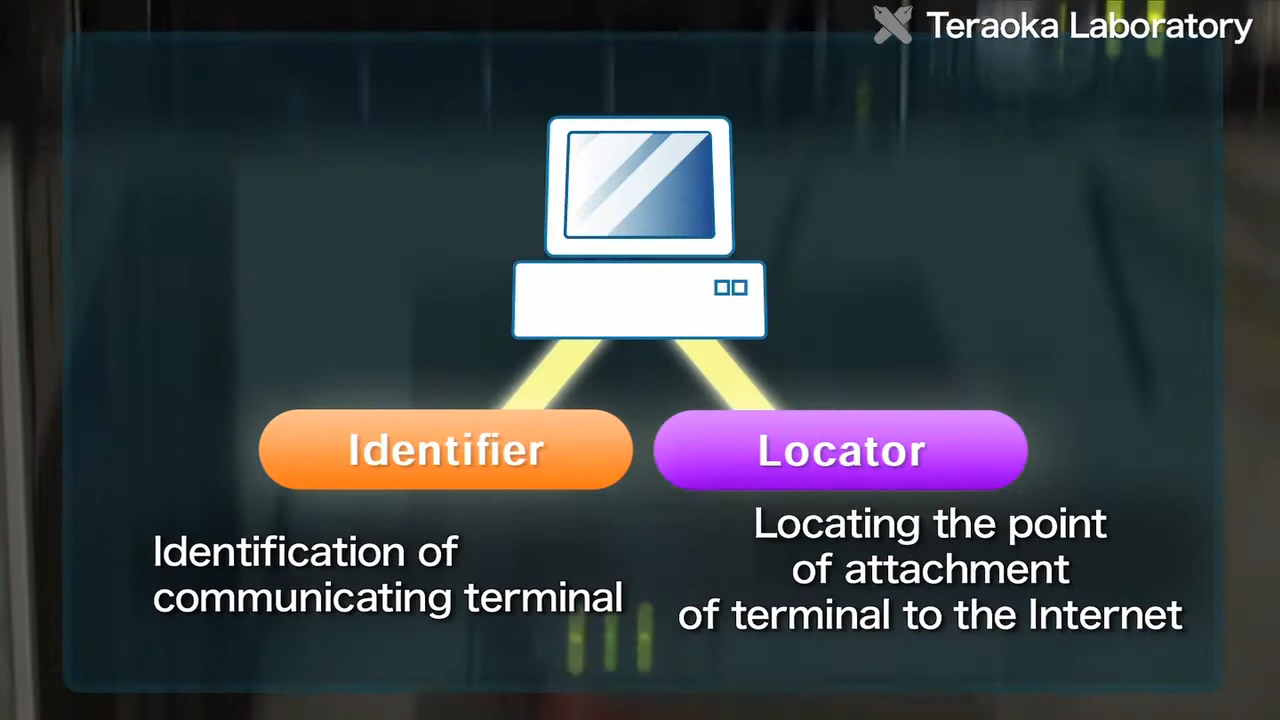 Teraoka Laboratory
Identifier
Locator
Identification of
communicating terminal
Locating the point
of attachment
of terminal to the Internet